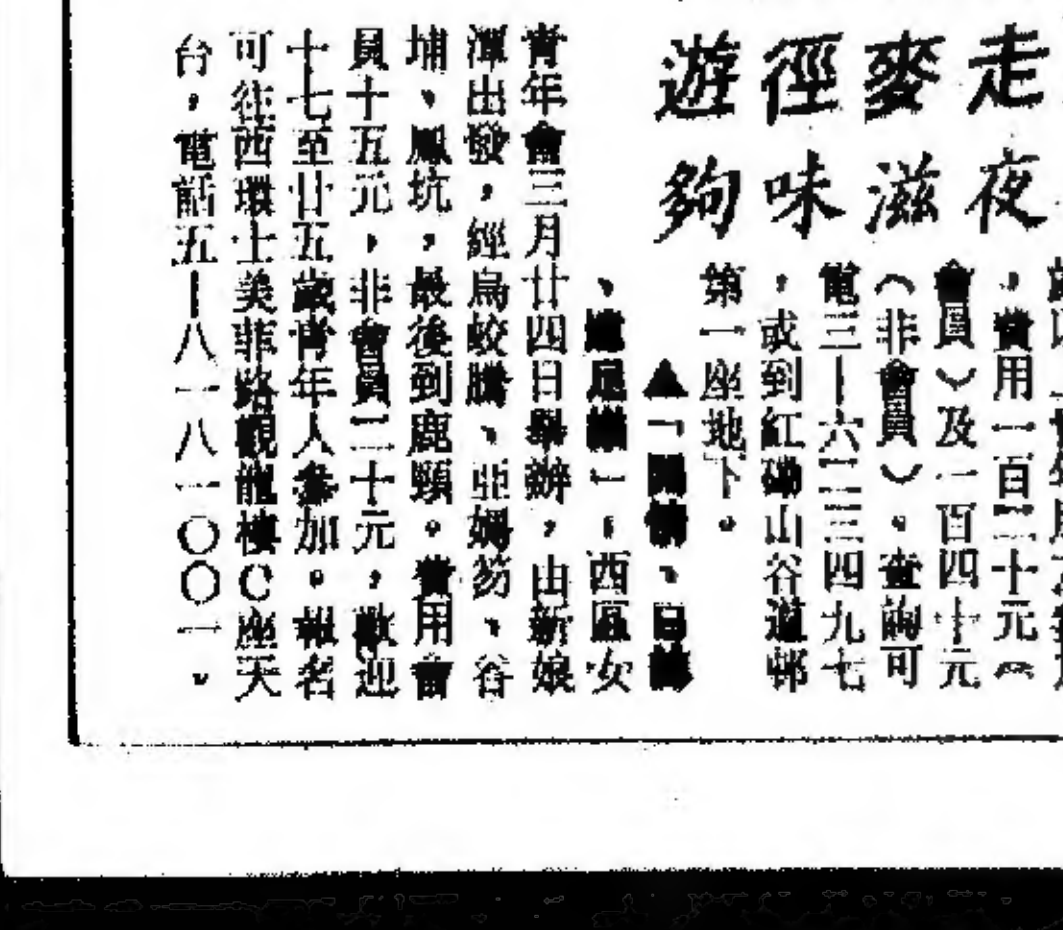 走麥徑遊
夜滋味夠
，費用一百二十元（
會員）及一百四十元
（非會員）。查詢可
電三—六二三四九七
，或到紅磡山谷道邨
第一座地下。
▲「
、遠足樂」，西區女
青年會三月廿四日舉辦，由新娘
潭出發，經烏蛟騰、亞媽笏、谷
埔、鳳坑，最後到鹿頸。費用會
員十五元，非會員二十元，歡迎
十七至廿五歲青年人參加。報名
可往西環士美菲路觀龍樓C座天
台，電話五—八一八一〇〇一。